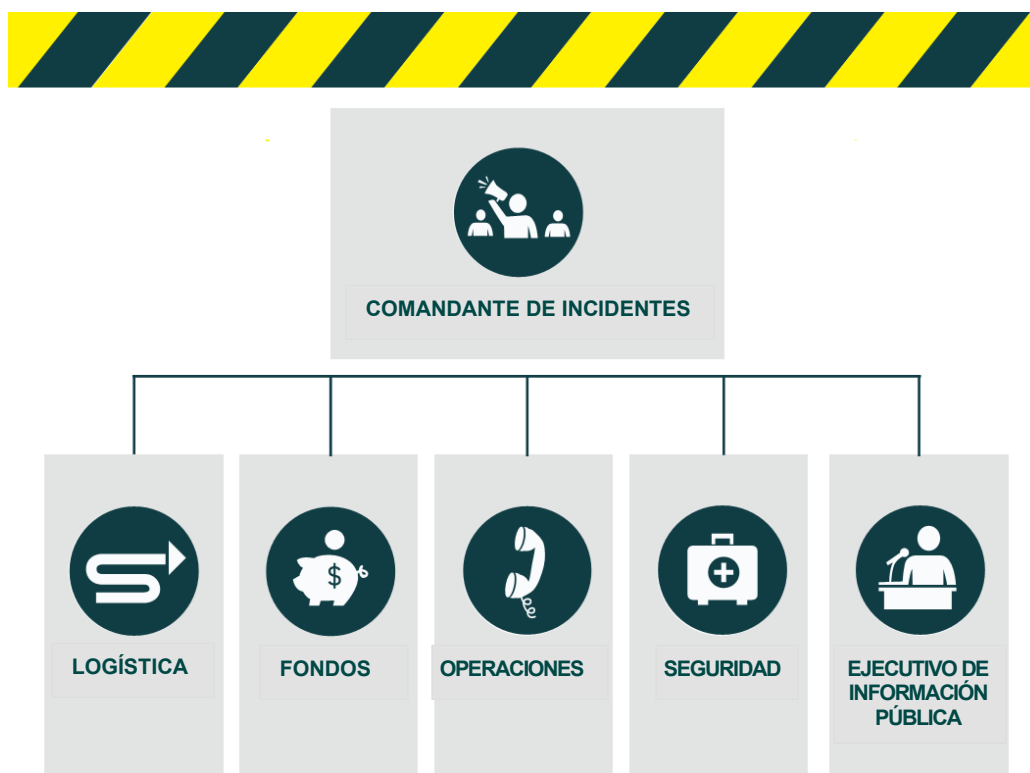 COMANDANTE DE INCIDENTES
LOGÍSTICA
FONDOS
$
OPERACIONES
SEGURIDAD
EJECUTIVO DE
INFORMACIÓN
PÚBLICA